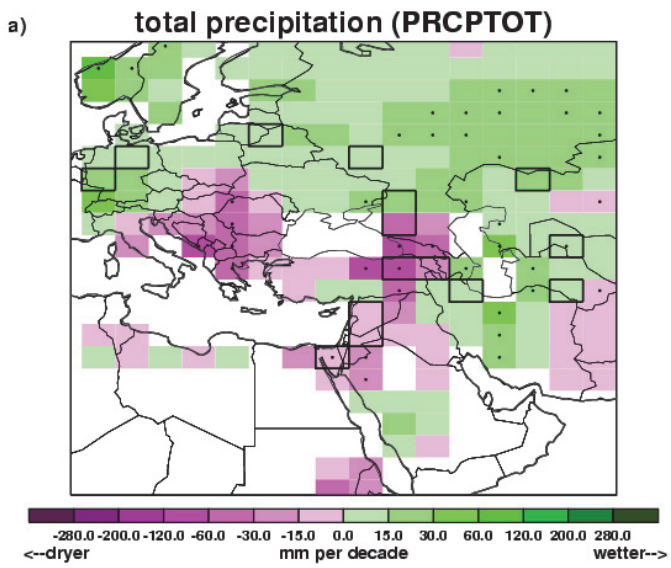 a)
total precipitation (PRCPTOT)
-280.0 -200.0 -120.0 -60.0 -30.0 -15.0 0.0 15.0 30.0 60.0 120.0 200.0 280.0
<--dryer mm per decade wetter-->